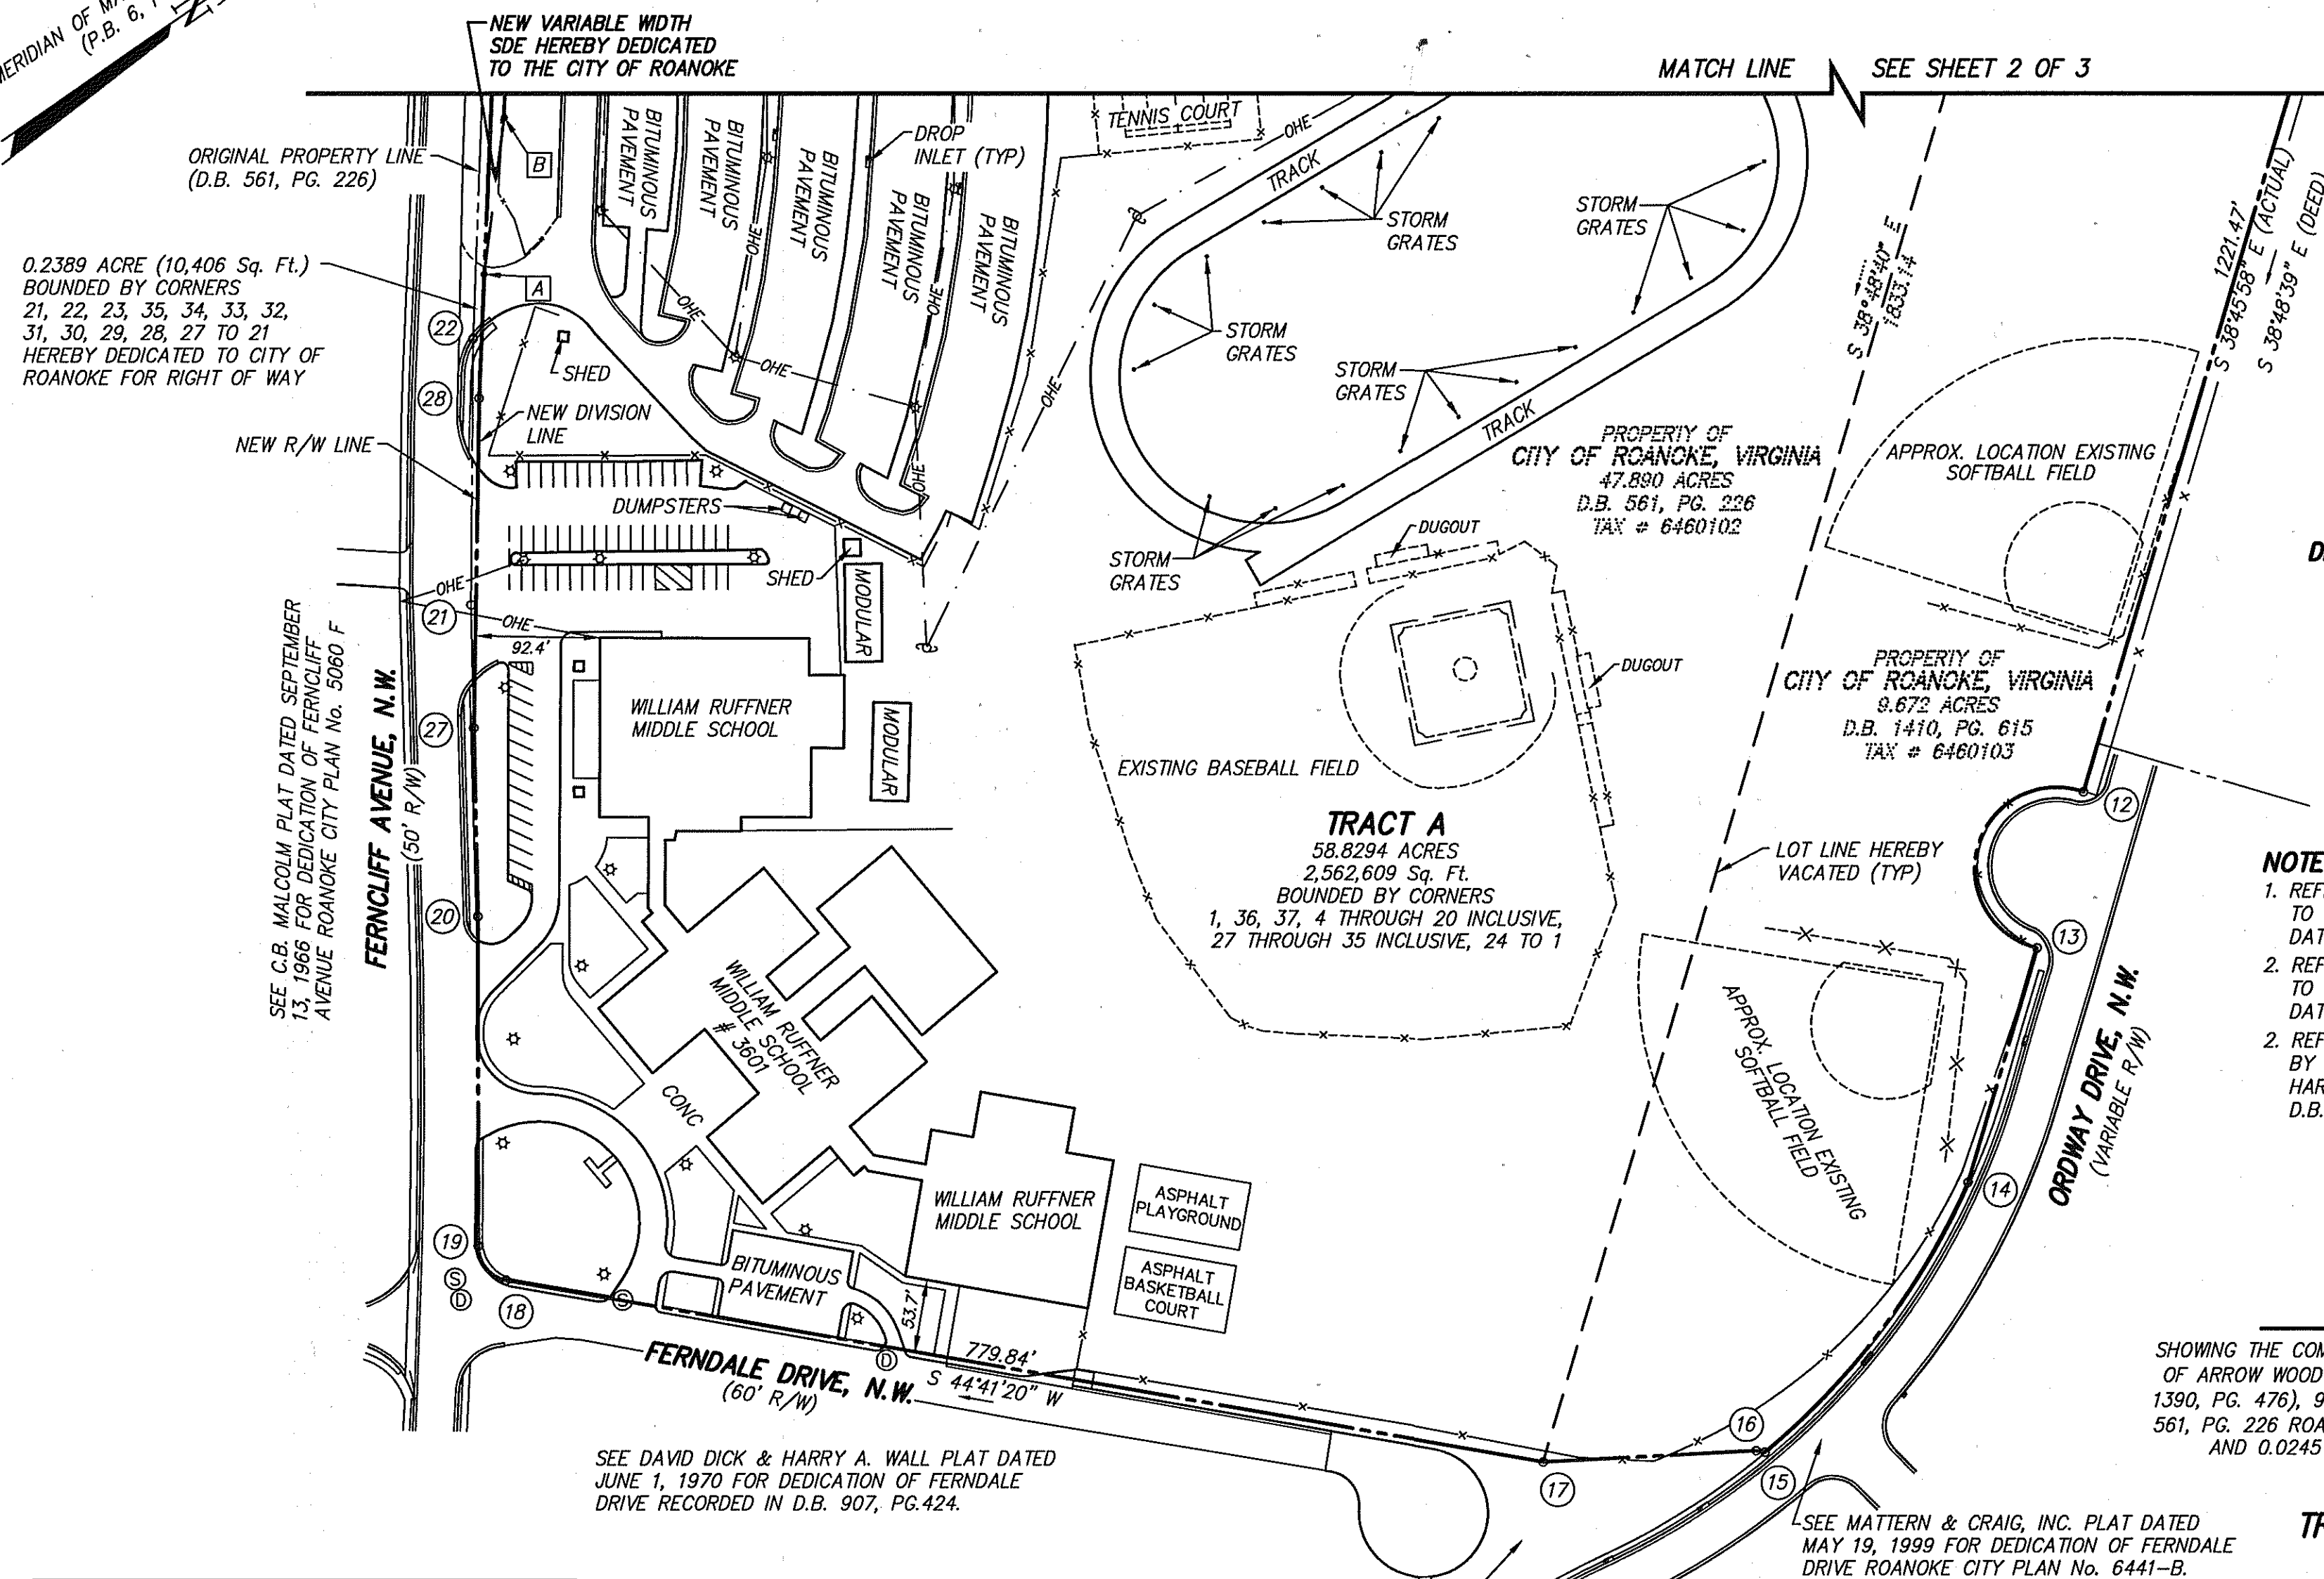 MERIDIAN OF
(P.B. 6,
NEW VARIABLE WIDTH
SDE HEREBY DEDICATED
TO THE CITY OF ROANOKE
MATCH LINE
SEE SHEET 2 OF 3
ORIGINAL PROPERTY LINE
(D.B. 561, PG. 226)
B
BITUMINOUS
PAVEMENT
BITUMINOUS
PAVEMENT
BITUMINOUS
PAVEMENT
BITUMINOUS
PAVEMENT
BITUMINOUS
PAVEMENT
DROP
INLET (TYP)
TENNIS COURT
OHE
TRACK
STORM
GRATES
STORM
GRATES
S 38°48'40" E
1833.14'
1221.47'
S 38°45'58" E (ACTUAL)
S 38°48'39" E (DEED)
0.2389 ACRE (10,406 Sq. Ft.)
BOUNDED BY CORNERS
21, 22, 23, 35, 34, 33, 32,
31, 30, 29, 28, 27 TO 21
HEREBY DEDICATED TO CITY OF
ROANOKE FOR RIGHT OF WAY
A
22
28
SHED
OHE
OHE
OHE
OHE
OHE
OHE
STORM
GRATES
STORM
GRATES
TRACK
NEW DIVISION
LINE
NEW R/W LINE
DUMPSTERS
PROPERTY OF
CITY OF ROANOKE, VIRGINIA
47.890 ACRES
D.B. 561, PG. 226
TAX # 6460102
APPROX. LOCATION EXISTING
SOFTBALL FIELD
STORM
GRATES
DUGOUT
D
OHE
SHED
MODULAR
21
OHE
92.4'
SEE C.B. MALCOLM PLAT DATED SEPTEMBER
13, 1966 FOR DEDICATION OF FERNCLIFF
AVENUE ROANOKE CITY PLAN No. 5060 F
FERNCLIFF AVENUE, N.W.
(50' R/W)
WILLIAM RUFFNER
MIDDLE SCHOOL
MODULAR
27
DUGOUT
PROPERTY OF
CITY OF ROANOKE, VIRGINIA
9.672 ACRES
D.B. 1410, PG. 615
TAX # 6460103
EXISTING BASEBALL FIELD
12
TRACT A
58.8294 ACRES
2,562,609 Sq. Ft.
BOUNDED BY CORNERS
1, 36, 37, 4 THROUGH 20 INCLUSIVE,
27 THROUGH 35 INCLUSIVE, 24 TO 1
LOT LINE HEREBY
VACATED (TYP)
NOTE
1. REF
TO
DAT
2. REF
TO
DAT
2. REF
BY
HAR
D.B.
20
13
WILLIAM RUFFNER
MIDDLE SCHOOL
# 3601
CONC
APPROX. LOCATION EXISTING
SOFTBALL FIELD
ORDWAY DRIVE, N.W.
(VARIABLE R/W)
14
WILLIAM RUFFNER
MIDDLE SCHOOL
ASPHALT
PLAYGROUND
ASPHALT
BASKETBALL
COURT
19
S
D
18
S
BITUMINOUS
PAVEMENT
53.7'
D
FERNDALE DRIVE, N.W.
(60' R/W)
779.84'
S 44°41'20" W
SHOWING THE COM
OF ARROW WOOD
1390, PG. 476), 9
561, PG. 226 ROA
AND 0.0245
16
15
17
SEE DAVID DICK & HARRY A. WALL PLAT DATED
JUNE 1, 1970 FOR DEDICATION OF FERNDALE
DRIVE RECORDED IN D.B. 907, PG.424.
SEE MATTERN & CRAIG, INC. PLAT DATED
MAY 19, 1999 FOR DEDICATION OF FERNDALE
DRIVE ROANOKE CITY PLAN No. 6441-B.
TR